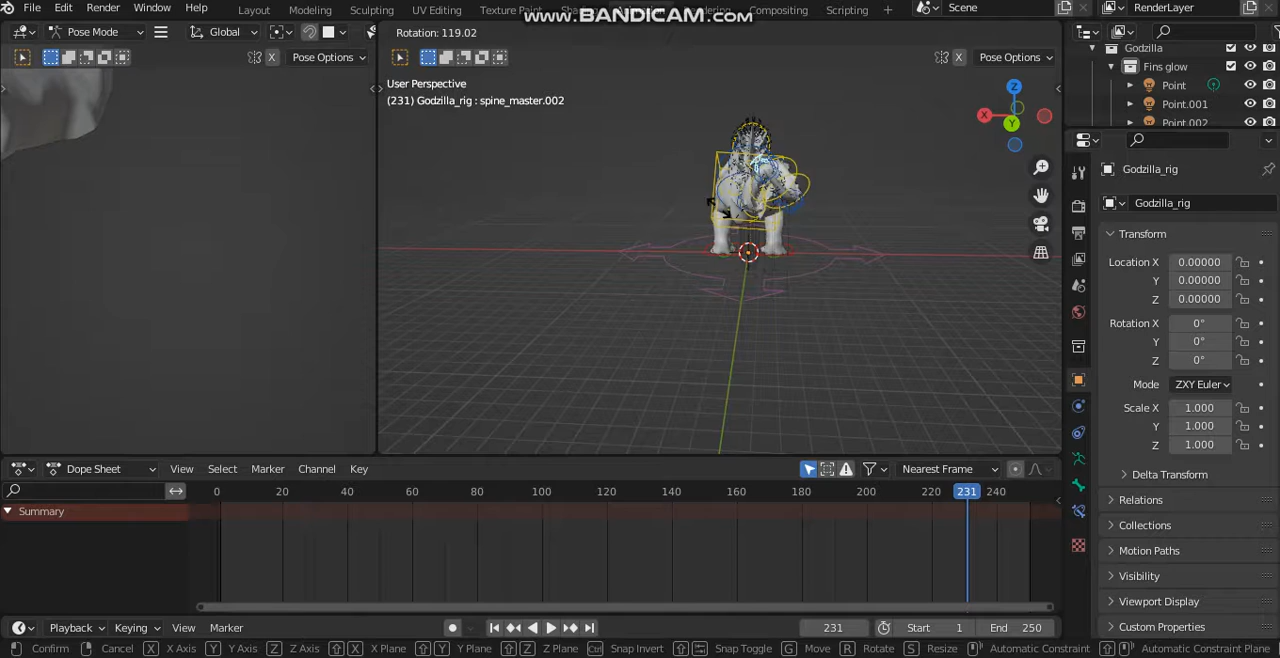 File Edit Render Window Help Layout Modeling Sculpting UV Editing Texture Paint Compositing Scripting + Scene RenderLayer
www.BANDICAM.com
Pose Mode Global Rotation: 119.02
X Pose Options X Pose Options
User Perspective
(231) Godzilla_rig : spine_master.002
Z
X
Y
Godzilla
Fins glow
Point
Point.001
Point.002
Godzilla_rig
Godzilla_rig
Transform
Location X 0.00000
Y 0.00000
Z 0.00000
Rotation X 0°
Y 0°
Z 0°
Mode ZXY Euler
Scale X 1.000
Y 1.000
Z 1.000
Delta Transform
Relations
Collections
Motion Paths
Visibility
Viewport Display
Custom Properties
Dope Sheet View Select Marker Channel Key Nearest Frame
0 20 40 60 80 100 120 140 160 180 200 220 231 240
Summary
Playback Keying View Marker 231 Start 1 End 250
Confirm Cancel X X Axis Y Y Axis Z Z Axis X X Plane Y Y Plane Z Z Plane Ctrl Snap Invert Snap Toggle G Move R Rotate S Resize Automatic Constraint Automatic Constraint Plane